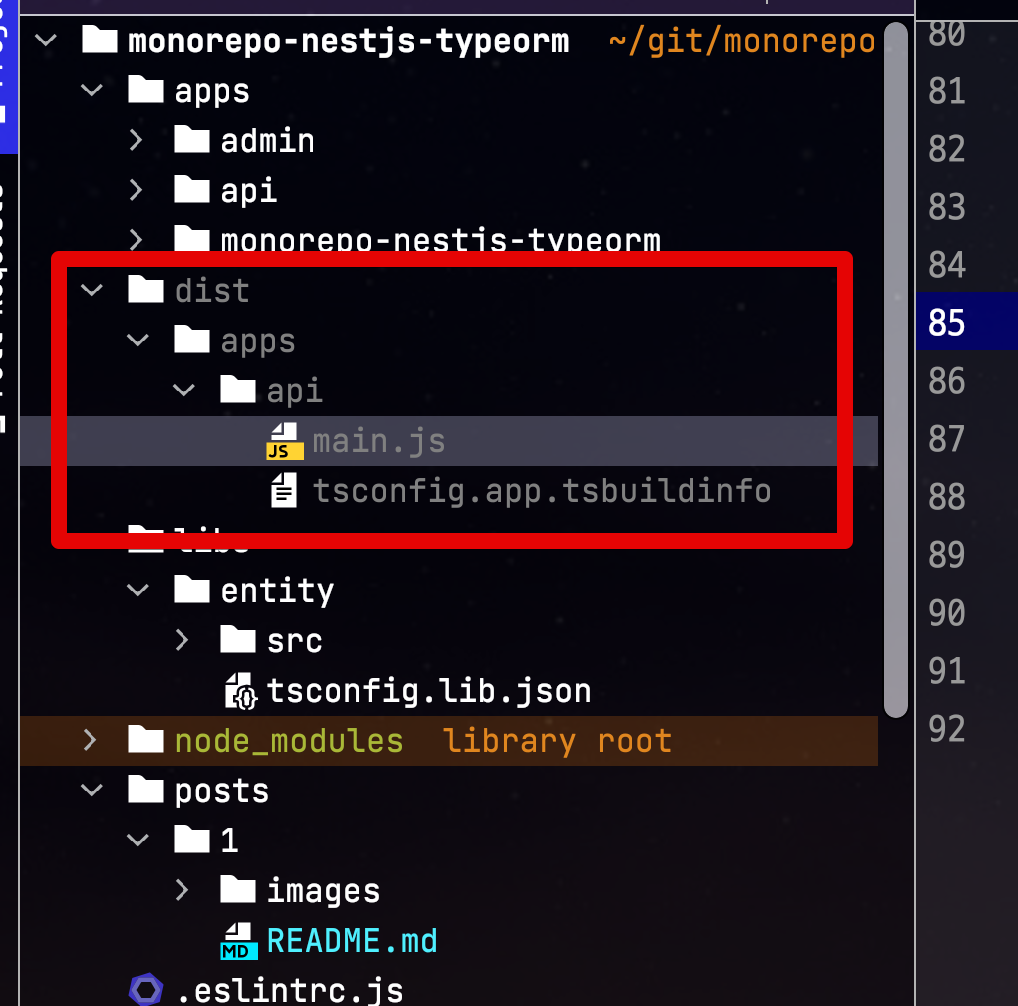 monorepo-nestjs-typeorm ~/git/monorepo
apps
admin
api
monorepo-nestjs-typeorm
dist
apps
api
JS main.js
tsconfig.app.tsbuildinfo
libs
entity
src
tsconfig.lib.json
node_modules library root
posts
1
images
MD README.md
.eslintrc.js
80
81
82
83
84
85
86
87
88
89
90
91
92